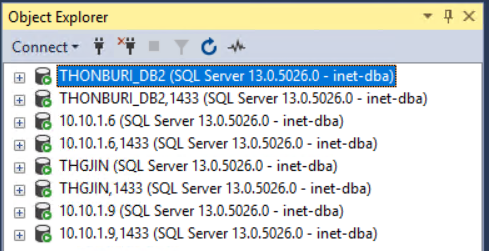 Object Explorer
Connect
THONBURI_DB2 (SQL Server 13.0.5026.0 - inet-dba)
THONBURI_DB2,1433 (SQL Server 13.0.5026.0 - inet-dba)
10.10.1.6 (SQL Server 13.0.5026.0 - inet-dba)
10.10.1.6,1433 (SQL Server 13.0.5026.0 - inet-dba)
THGJIN (SQL Server 13.0.5026.0 - inet-dba)
THGJIN,1433 (SQL Server 13.0.5026.0 - inet-dba)
10.10.1.9 (SQL Server 13.0.5026.0 - inet-dba)
10.10.1.9,1433 (SQL Server 13.0.5026.0 - inet-dba)